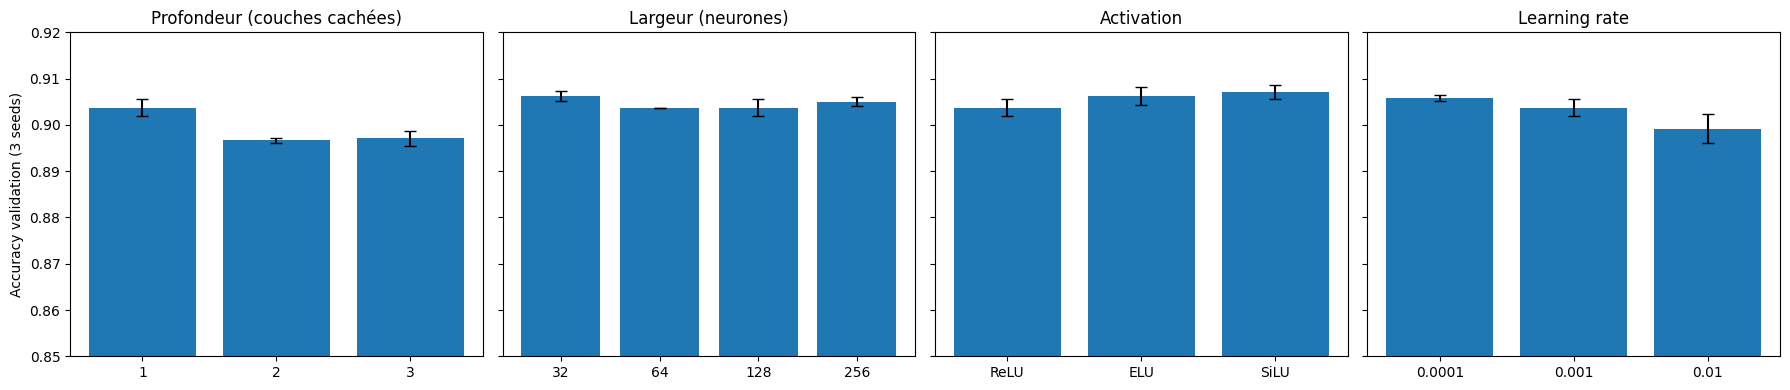 Profondeur (couches cachées)
Largeur (neurones)
Activation
Learning rate
Accuracy validation (3 seeds)
0.92
0.91
0.90
0.89
0.88
0.87
0.86
0.85
1 2 3
32 64 128 256
ReLU ELU SiLU
0.0001 0.001 0.01